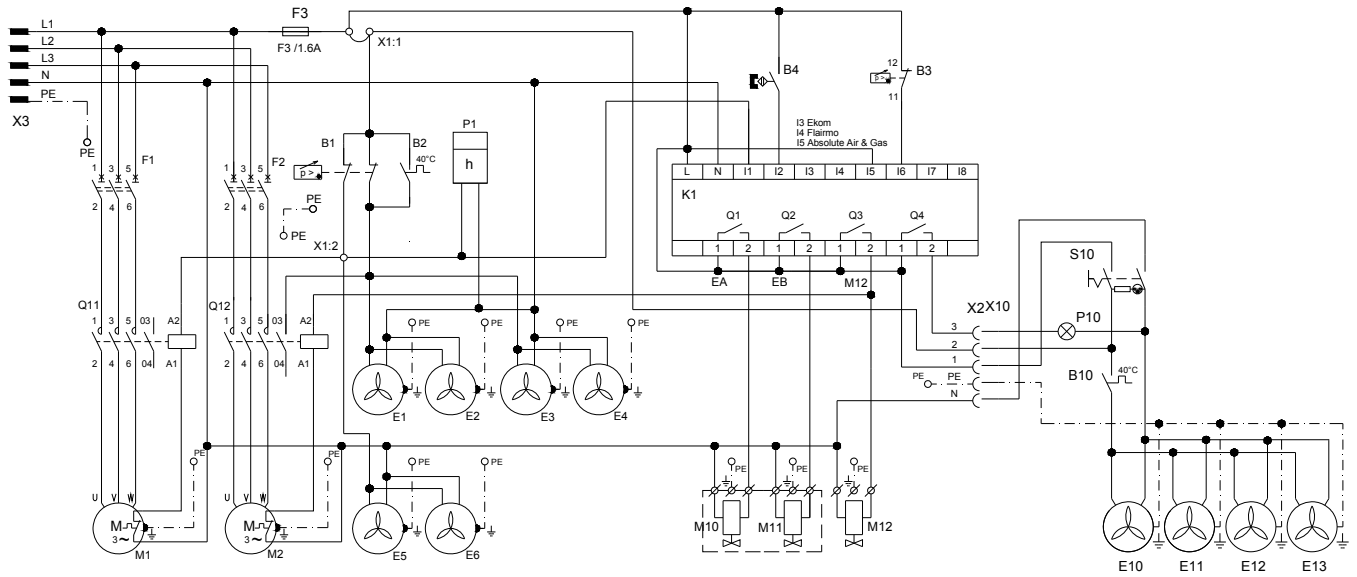 F3
L1
F3 /1.6A
X1:1
L2
L3
N
PE
X3
PE
B4
12
B3
p >
11
I3 Ekom
I4 Flairmo
I5 Absolute Air & Gas
F1
F2
B1
B2
P1
h
40°C
p >
1 3 5
2 4 6
1 3 5
2 4 6
PE
PE
X1:2
L N I1 I2 I3 I4 I5 I6 I7 I8
K1
Q1 Q2 Q3 Q4
1 2 1 2 1 2 1 2
EA EB M12
S10
X2 X10
P10
3
2
1
PE PE
N
B10
40°C
Q11
1 3 5 03 A2
2 4 6 04 A1
Q12
1 3 5 03 A2
2 4 6 04 A1
PE PE PE PE
E1 E2 E3 E4
PE PE PE PE
U V W
M
3 ~
M1
U V W
M
3 ~
M2
E5 E6
PE PE PE
M10 M11 M12
E10 E11 E12 E13